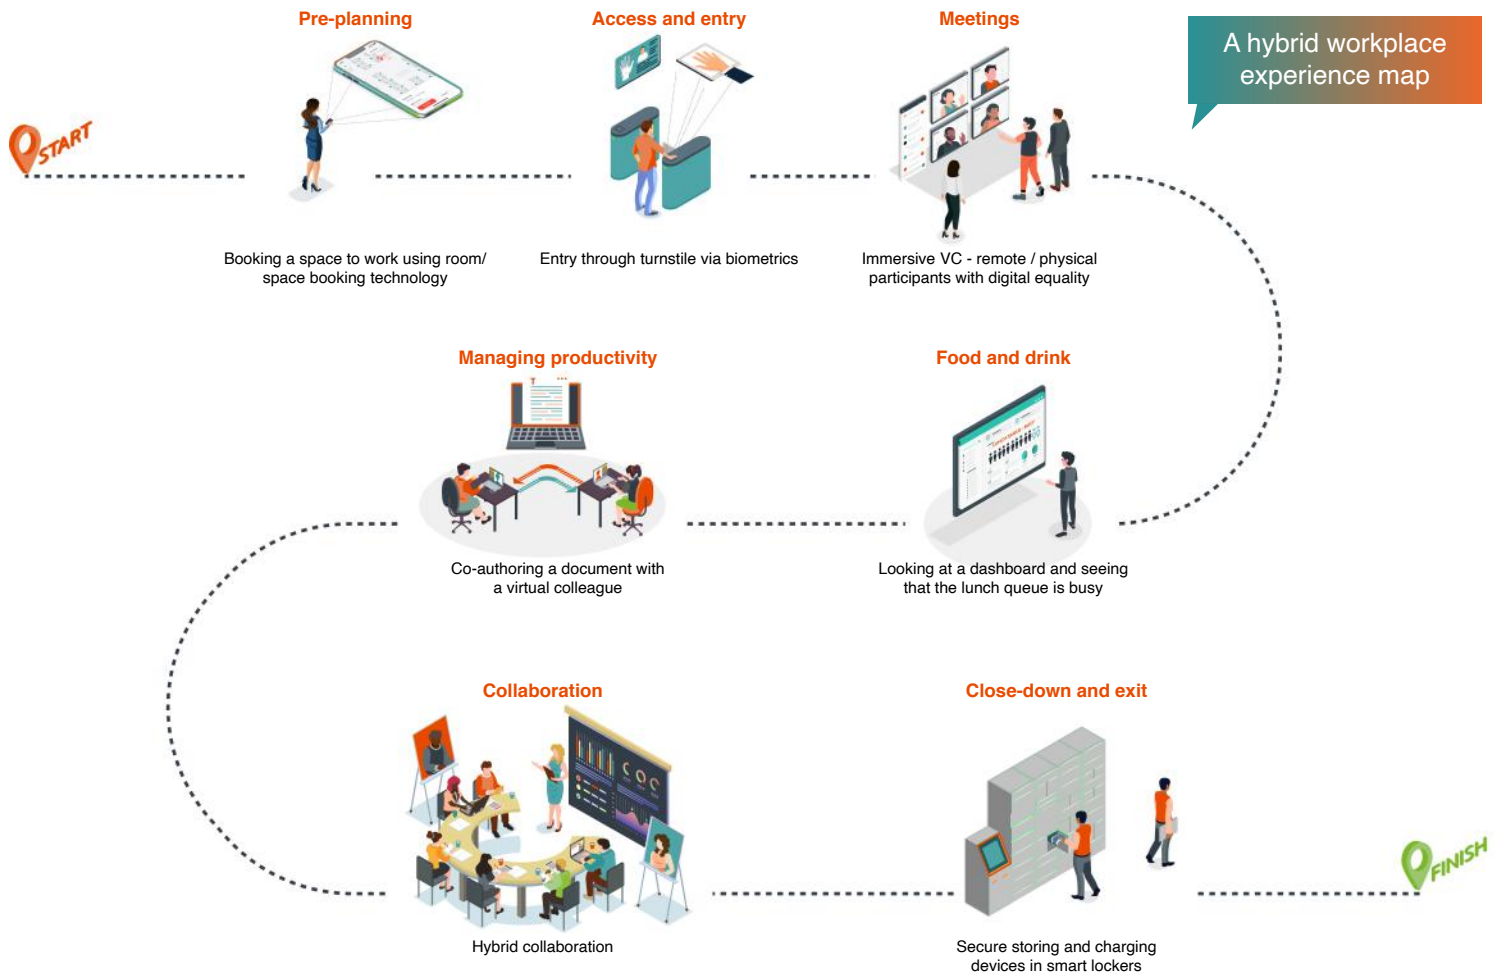 Pre-planning
Access and entry
Meetings
A hybrid workplace
experience map
START
Booking a space to work using room/
space booking technology
Entry through turnstile via biometrics
Immersive VC - remote / physical
participants with digital equality
Managing productivity
Food and drink
Co-authoring a document with
a virtual colleague
Looking at a dashboard and seeing
that the lunch queue is busy
Collaboration
Close-down and exit
FINISH
Hybrid collaboration
Secure storing and charging
devices in smart lockers